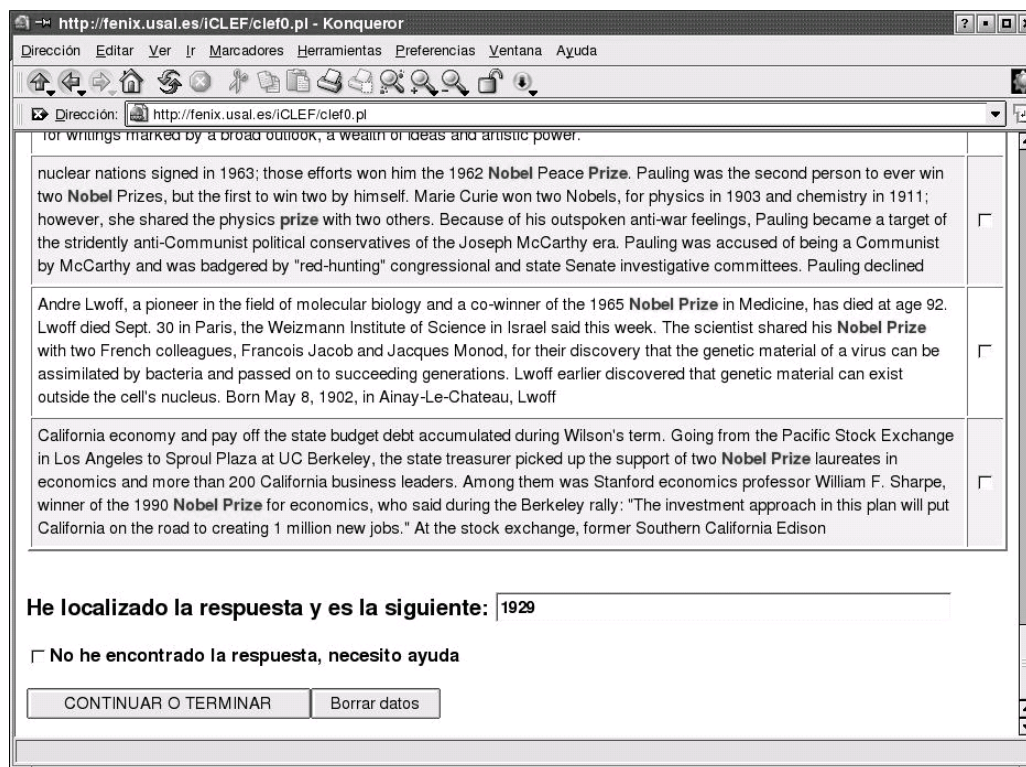 http://fenix.usal.es/iCLEF/clef0.pl - Konqueror
Dirección Editar Ver Ir Marcadores Herramientas Preferencias Ventana Ayuda
Dirección: http://fenix.usal.es/iCLEF/clef0.pl
for writings marked by a broad outlook, a wealth of ideas and artistic power.
nuclear nations signed in 1963; those efforts won him the 1962 Nobel Peace Prize. Pauling was the second person to ever win
two Nobel Prizes, but the first to win two by himself. Marie Curie won two Nobels, for physics in 1903 and chemistry in 1911;
however, she shared the physics prize with two others. Because of his outspoken anti-war feelings, Pauling became a target of
the stridently anti-Communist political conservatives of the Joseph McCarthy era. Pauling was accused of being a Communist
by McCarthy and was badgered by "red-hunting" congressional and state Senate investigative committees. Pauling declined
Andre Lwoff, a pioneer in the field of molecular biology and a co-winner of the 1965 Nobel Prize in Medicine, has died at age 92.
Lwoff died Sept. 30 in Paris, the Weizmann Institute of Science in Israel said this week. The scientist shared his Nobel Prize
with two French colleagues, Francois Jacob and Jacques Monod, for their discovery that the genetic material of a virus can be
assimilated by bacteria and passed on to succeeding generations. Lwoff earlier discovered that genetic material can exist
outside the cell's nucleus. Born May 8, 1902, in Ainay-Le-Chateau, Lwoff
California economy and pay off the state budget debt accumulated during Wilson's term. Going from the Pacific Stock Exchange
in Los Angeles to Sproul Plaza at UC Berkeley, the state treasurer picked up the support of two Nobel Prize laureates in
economics and more than 200 California business leaders. Among them was Stanford economics professor William F. Sharpe,
winner of the 1990 Nobel Prize for economics, who said during the Berkeley rally: "The investment approach in this plan will put
California on the road to creating 1 million new jobs." At the stock exchange, former Southern California Edison
He localizado la respuesta y es la siguiente: 1929
No he encontrado la respuesta, necesito ayuda
CONTINUAR O TERMINAR Borrar datos